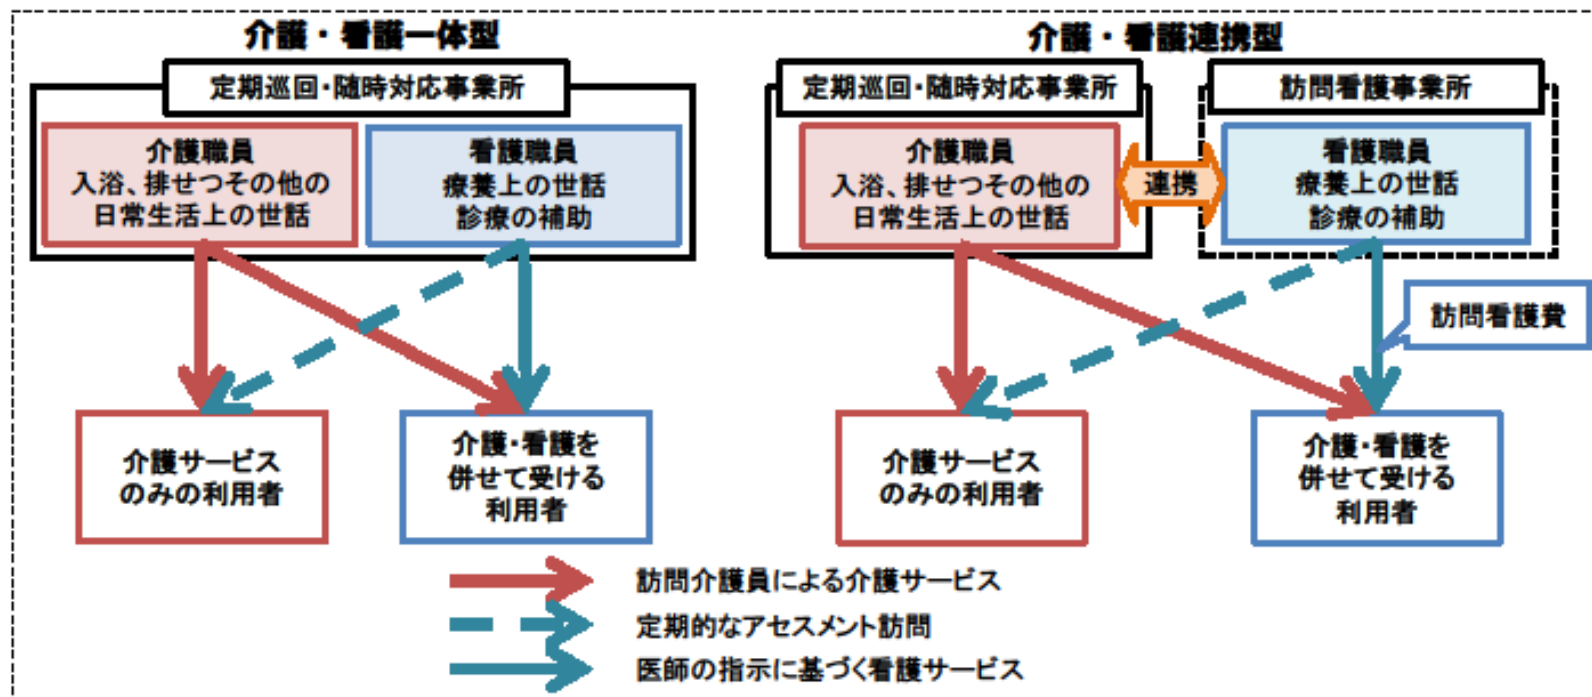 介護・看護一体型
定期巡回・随時対応事業所
介護職員
入浴、排せつその他の
日常生活上の世話
看護職員
療養上の世話
診療の補助
介護サービス
のみの利用者
介護・看護を
併せて受ける
利用者
介護・看護連携型
定期巡回・随時対応事業所
訪問看護事業所
介護職員
入浴、排せつその他の
日常生活上の世話
連携
看護職員
療養上の世話
診療の補助
訪問看護費
介護サービス
のみの利用者
介護・看護を
併せて受ける
利用者
訪問介護員による介護サービス
定期的なアセスメント訪問
医師の指示に基づく看護サービス